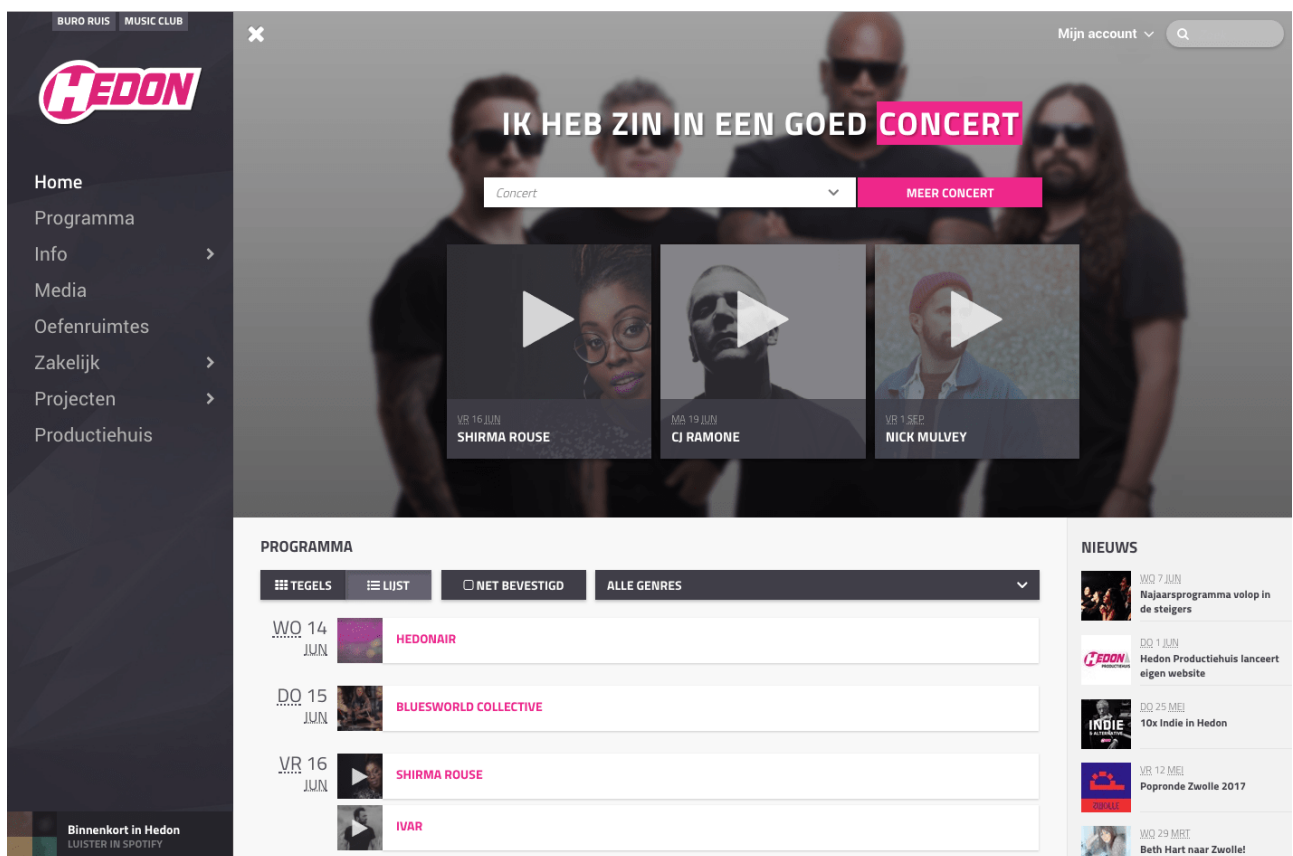 BURO RUIS
MUSIC CLUB
HEDON
Home
Programma
Info
Media
Oefenruimtes
Zakelijk
Projecten
Productiehuis
Binnenkort in Hedon
LUISTER IN SPOTIFY
Mijn account
IK HEB ZIN IN EEN GOED CONCERT
Concert
MEER CONCERT
VR 16 JUN
SHIRMA ROUSE
MA 19 JUN
CJ RAMONE
VR 1 SEP
NICK MULVEY
PROGRAMMA
TEGELS
LIJST
NET BEVESTIGD
ALLE GENRES
WO 14
JUN
HEDONAIR
DO 15
JUN
BLUESWORLD COLLECTIVE
VR 16
JUN
SHIRMA ROUSE
IVAR
NIEUWS
WO 7 JUN
Najaarsprogramma volop in
de steigers
HEDON
PRODUCTIEHUIS
DO 1 JUN
Hedon Productiehuis lanceert
eigen website
INDIE
& ALTERNATIVE
DO 25 MEI
10x Indie in Hedon
ZWOLLE
VR 12 MEI
Popronde Zwolle 2017
WO 29 MRT
Beth Hart naar Zwolle!